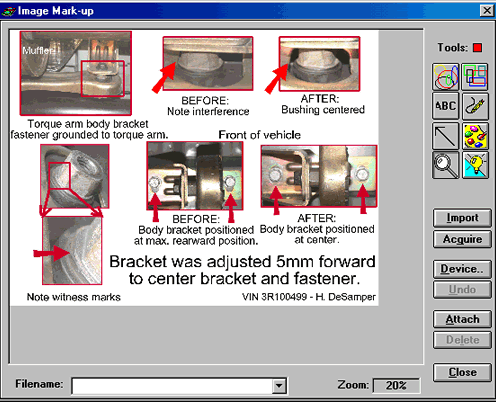 Image Mark-up
Muffler
Torque arm body bracket
fastener grounded to torque arm.
BEFORE:
Note interference
AFTER:
Bushing centered
Front of vehicle
BEFORE:
Body bracket positioned
at max. rearward position.
AFTER:
Body bracket positioned
at center.
Note witness marks
Bracket was adjusted 5mm forward
to center bracket and fastener.
VIN 3R100499 - H. DeSamper
Tools:
ABC
Import
Acquire
Device..
Undo
Attach
Delete
Close
Filename:
Zoom: 20%